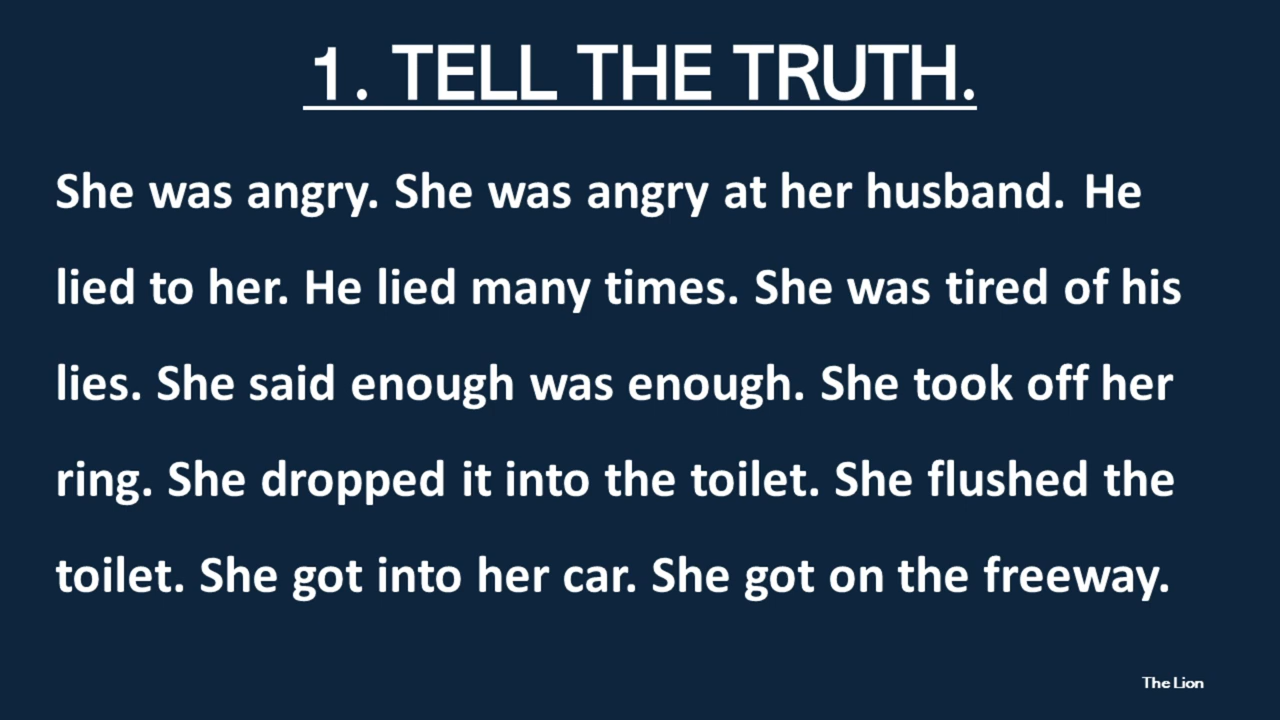 1. TELL THE TRUTH.
She was angry. She was angry at her husband. He
lied to her. He lied many times. She was tired of his
lies. She said enough was enough. She took off her
ring. She dropped it into the toilet. She flushed the
toilet. She got into her car. She got on the freeway.
The Lion